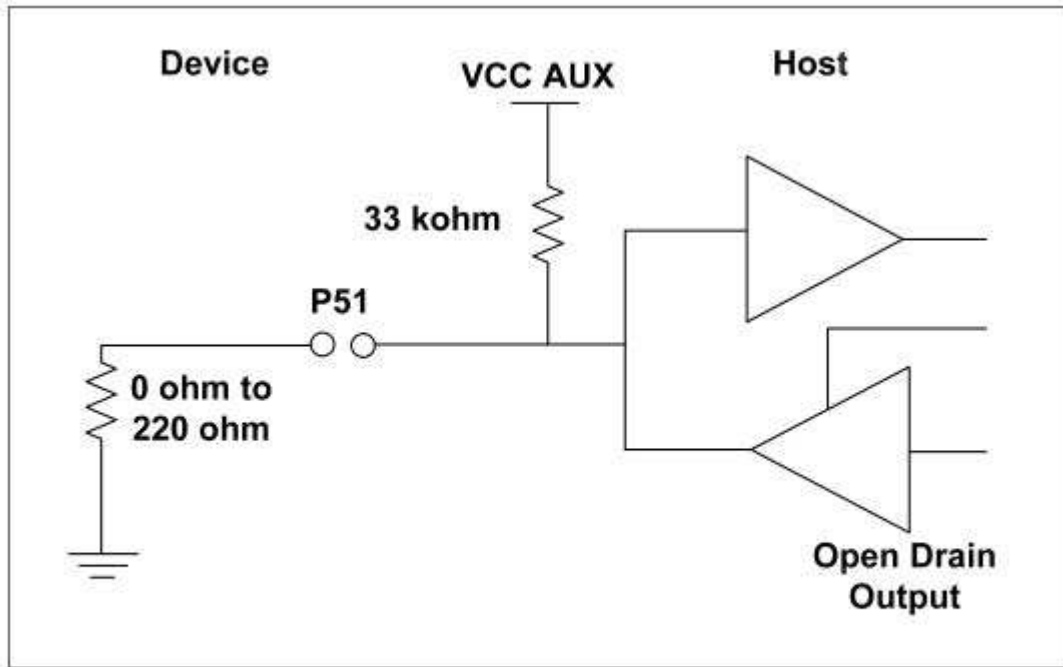 Device
VCC AUX
Host
33 kohm
P51
0 ohm to
220 ohm
Open Drain
Output